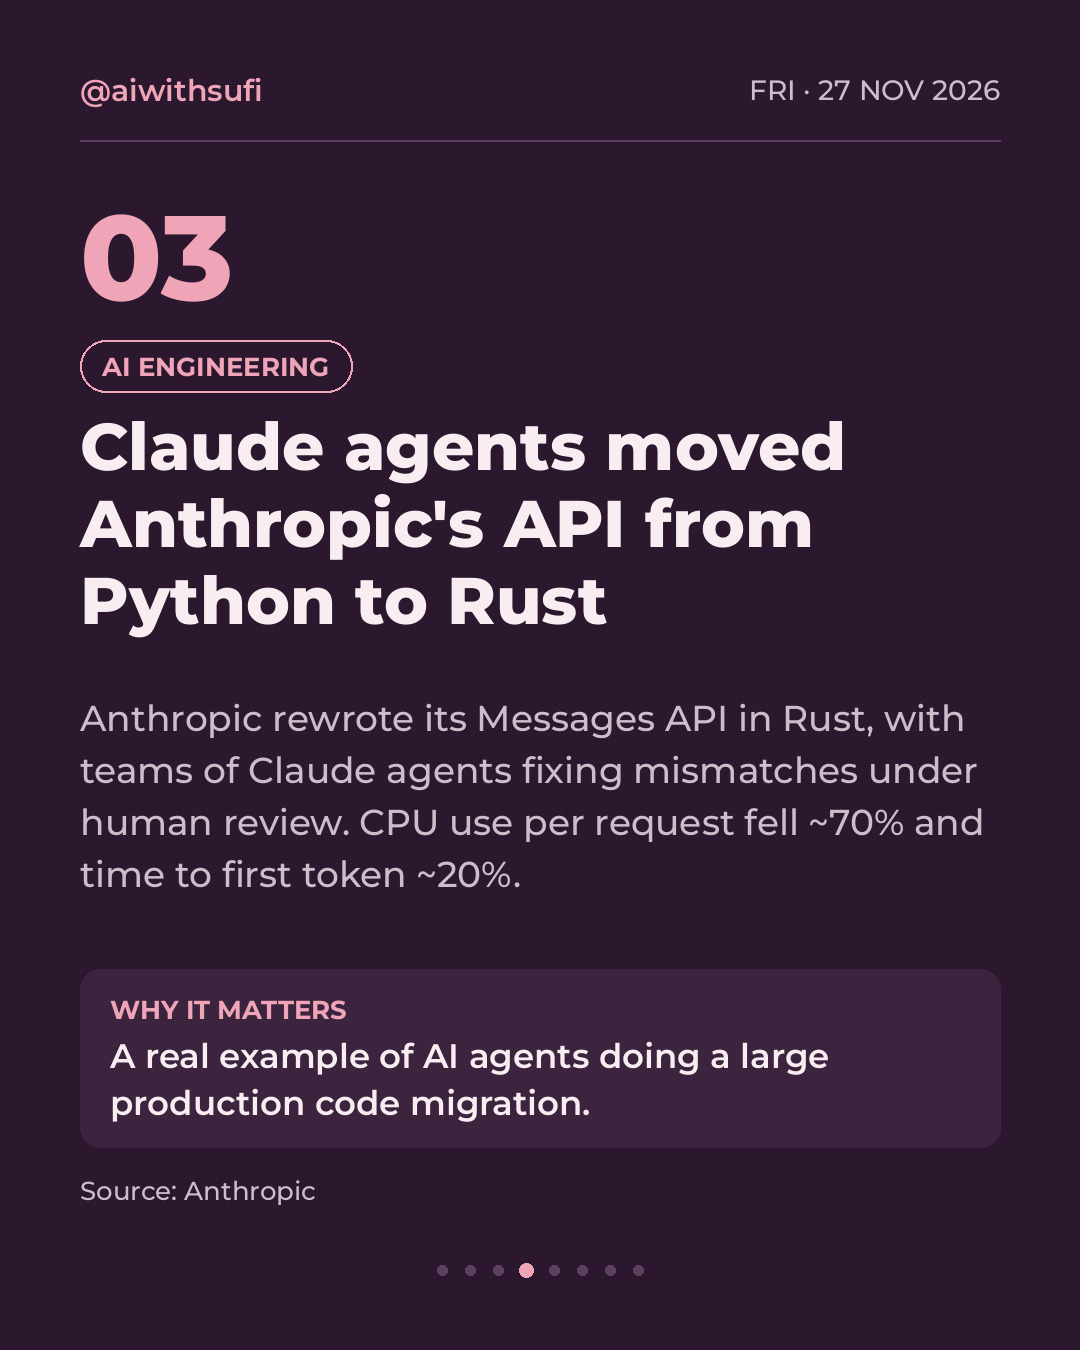 @aiwithsufi
FRI · 27 NOV 2026
03
AI ENGINEERING
Claude agents moved
Anthropic's API from
Python to Rust
Anthropic rewrote its Messages API in Rust, with
teams of Claude agents fixing mismatches under
human review. CPU use per request fell ~70% and
time to first token ~20%.
WHY IT MATTERS
A real example of AI agents doing a large
production code migration.
Source: Anthropic